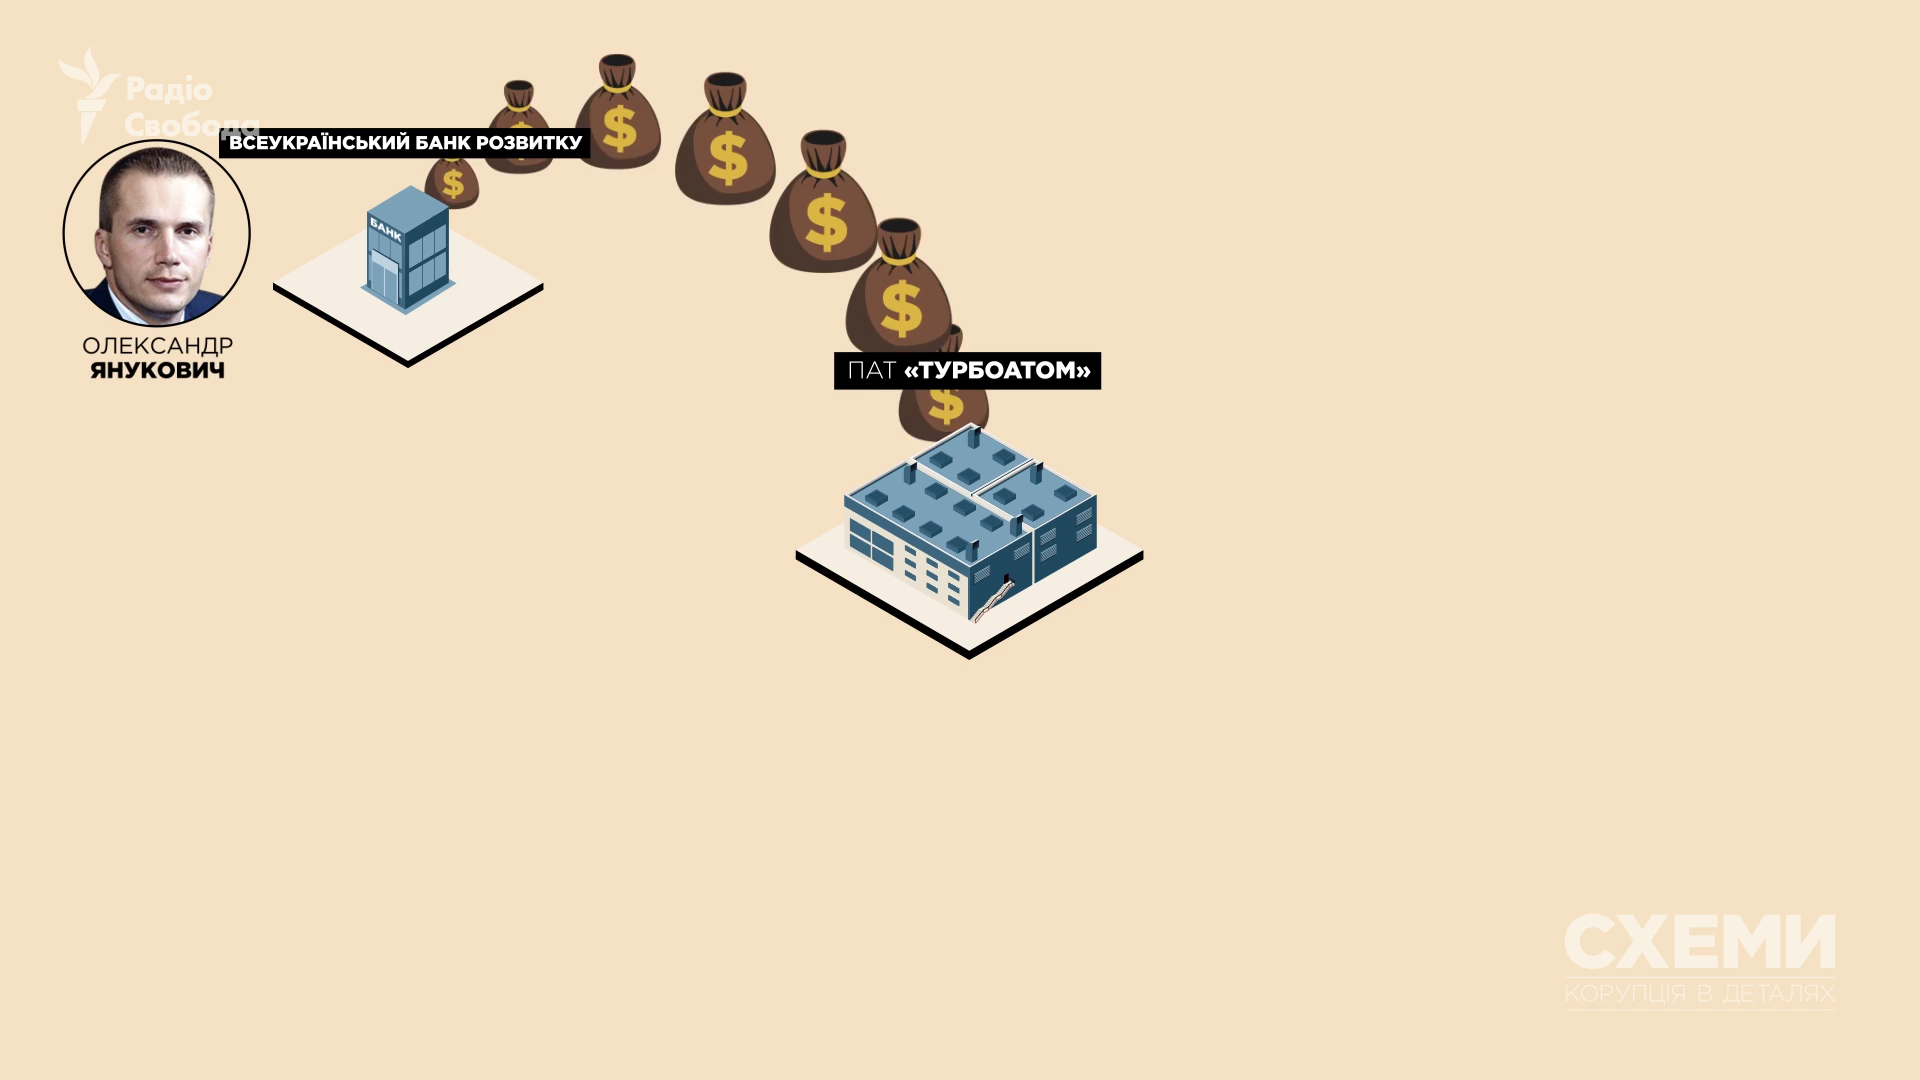 Радіо
Свобода
ВСЕУКРАЇНСЬКИЙ БАНК РОЗВИТКУ
$
$
$
$
$
$
БАНК
ОЛЕКСАНДР
ЯНУКОВИЧ
ПАТ «ТУРБОАТОМ»
$
СХЕМИ
КОРУПЦІЯ В ДЕТАЛЯХ